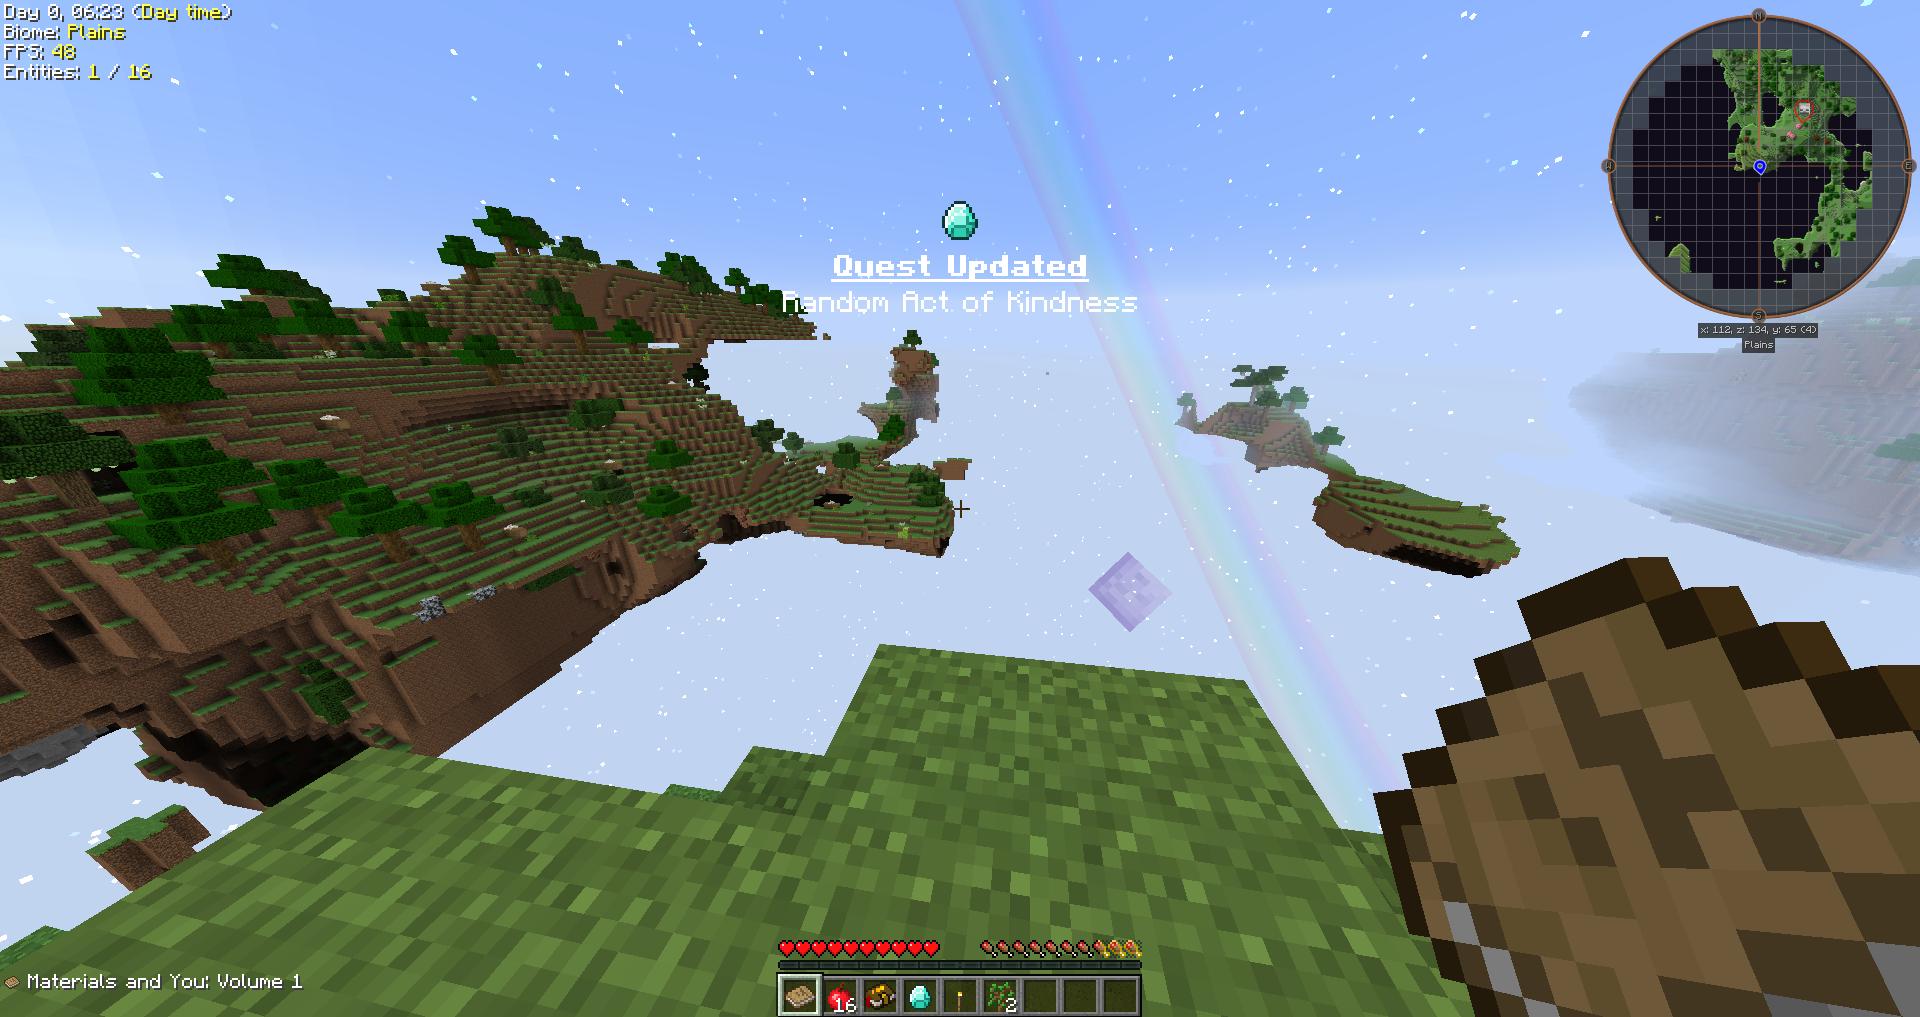 Day 0, 06:23 (Day time)
Biome: Plains
FPS: 48
Entities: 1 / 16
N
W
E
S
x: 112, z: 134, y: 65 (4)
Plains
Quest Updated
Random Act of Kindness
Materials and You: Volume 1
16
2